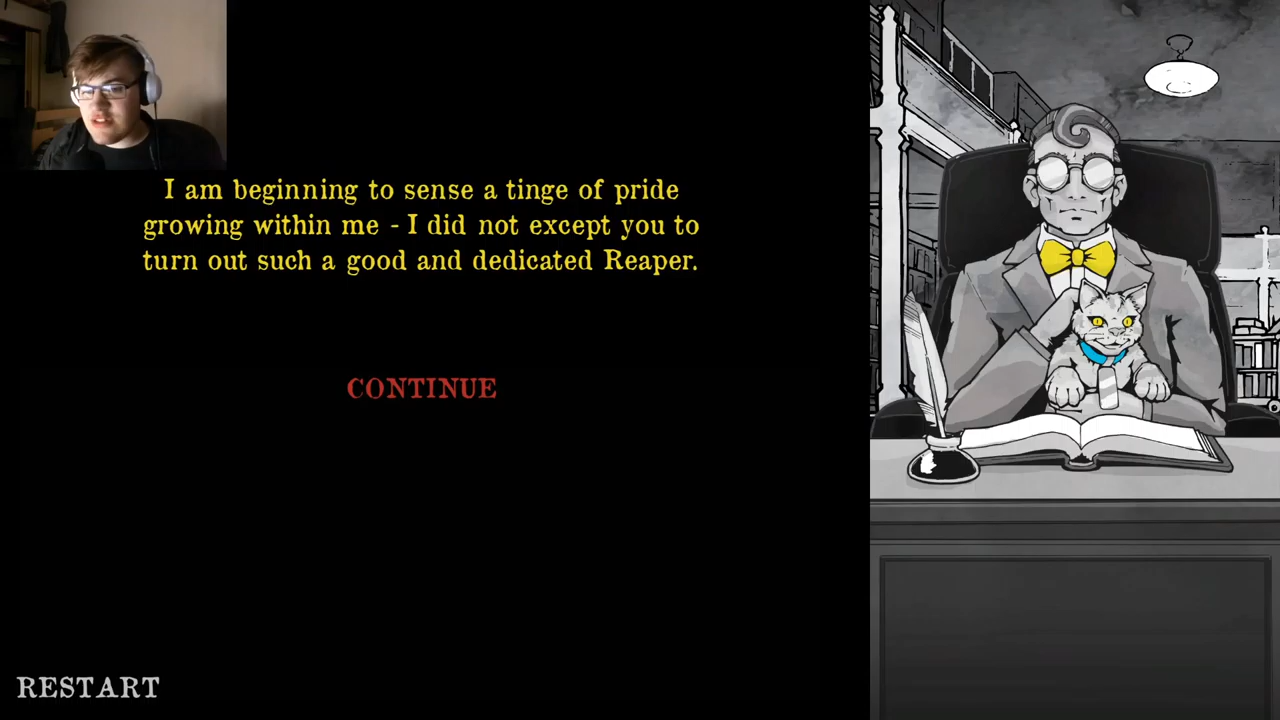 I am beginning to sense a tinge of pride
growing within me - I did not except you to
turn out such a good and dedicated Reaper.
CONTINUE
RESTART